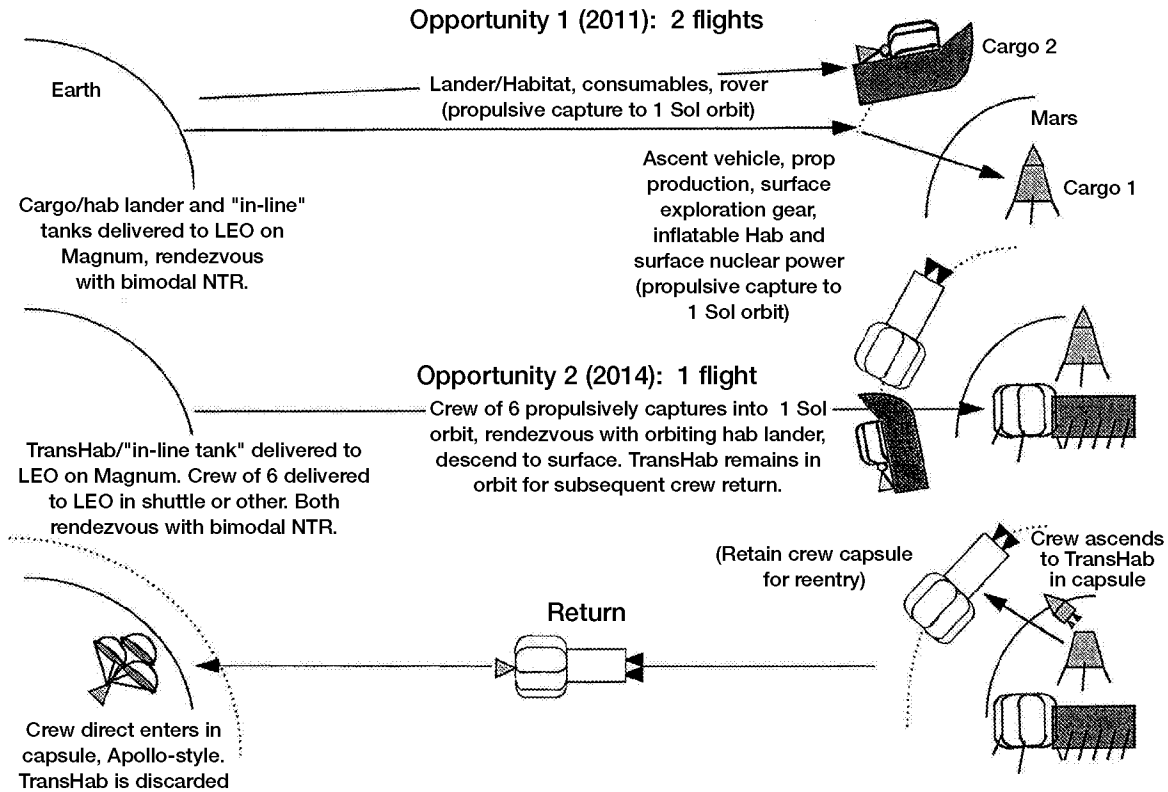 Opportunity 1 (2011): 2 flights
Cargo 2
Earth
Lander/Habitat, consumables, rover
(propulsive capture to 1 Sol orbit)
Mars
Cargo 1
Ascent vehicle, prop
production, surface
exploration gear,
inflatable Hab and
surface nuclear power
(propulsive capture to
1 Sol orbit)
Cargo/hab lander and "in-line"
tanks delivered to LEO on
Magnum, rendezvous
with bimodal NTR.
Opportunity 2 (2014): 1 flight
Crew of 6 propulsively captures into 1 Sol
orbit, rendezvous with orbiting hab lander,
descend to surface. TransHab remains in
orbit for subsequent crew return.
TransHab/"in-line tank" delivered to
LEO on Magnum. Crew of 6 delivered
to LEO in shuttle or other. Both
rendezvous with bimodal NTR.
(Retain crew capsule
for reentry)
Crew ascends
to TransHab
in capsule
Return
Crew direct enters in
capsule, Apollo-style.
TransHab is discarded